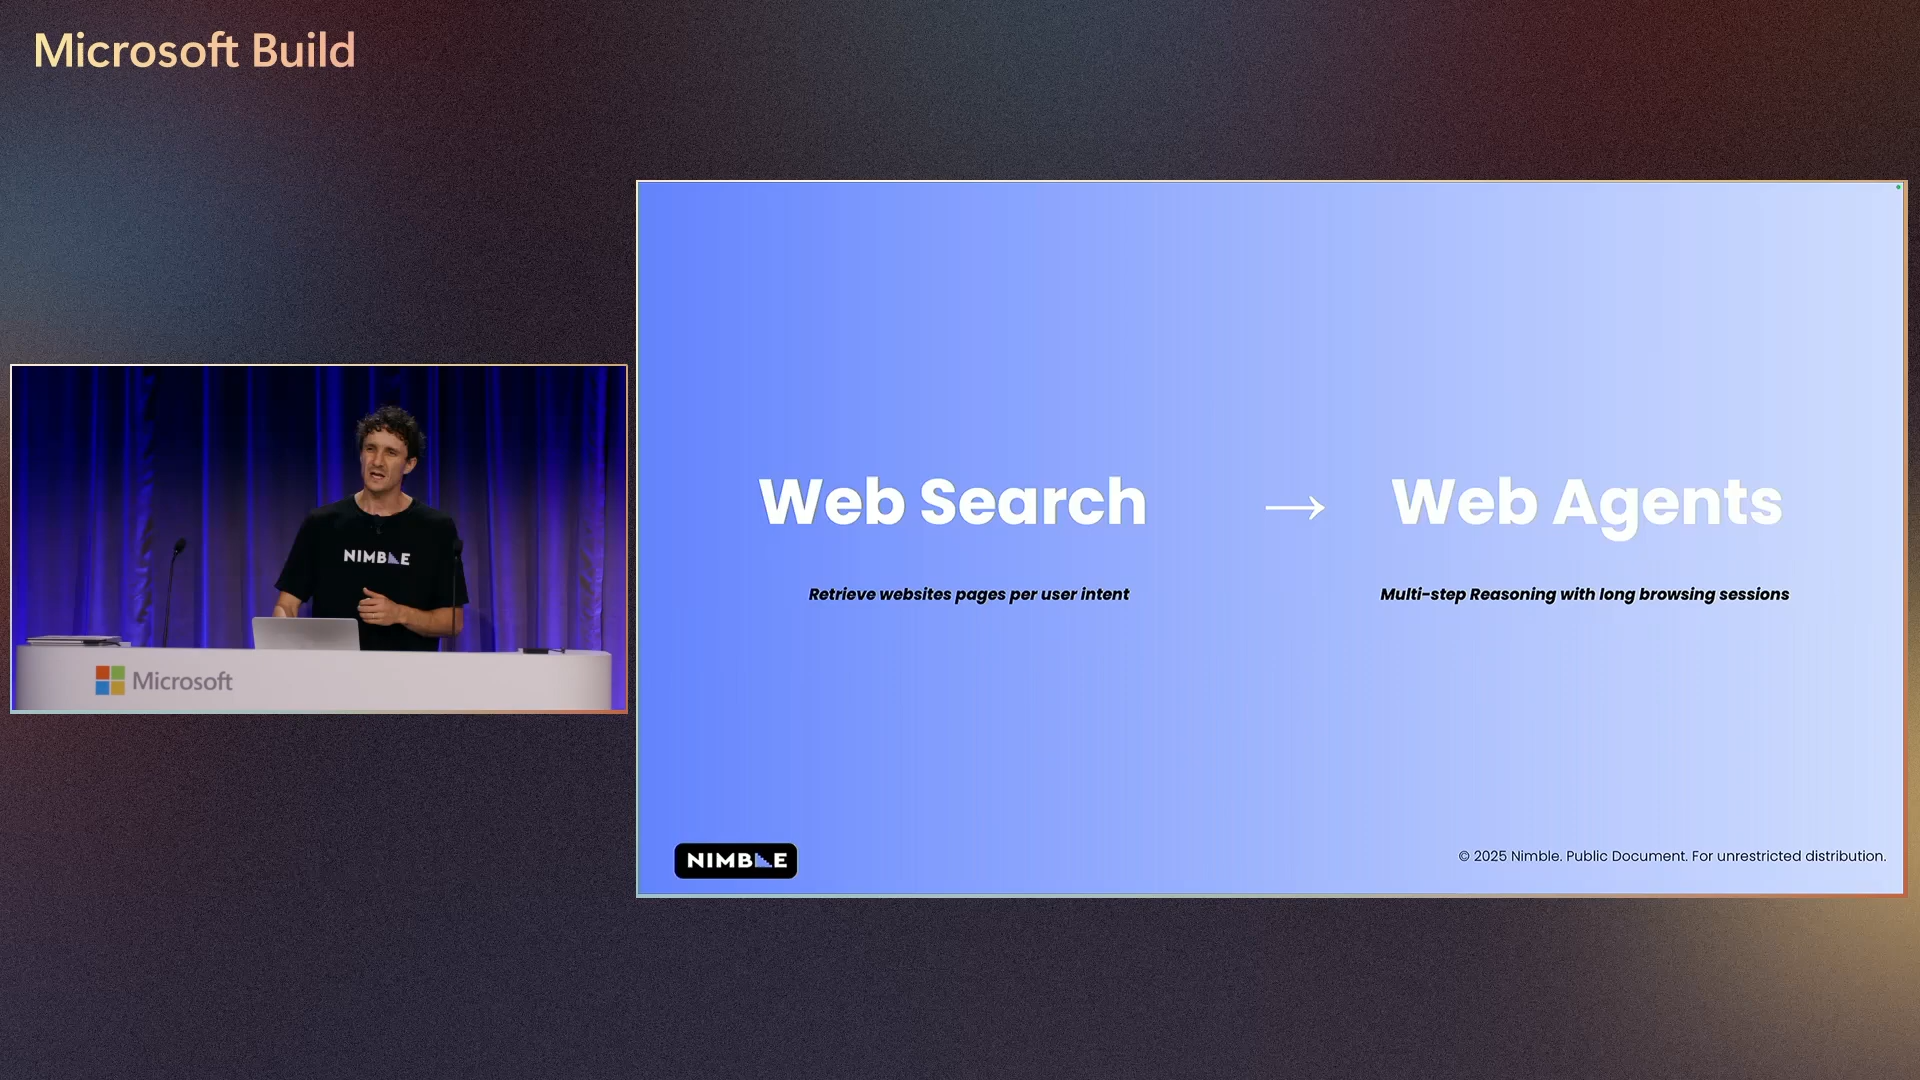 Microsoft Build
NIMBLE
Microsoft
Web Search
→
Web Agents
Retrieve websites pages per user intent
Multi-step Reasoning with long browsing sessions
NIMBLE
© 2025 Nimble. Public Document. For unrestricted distribution.